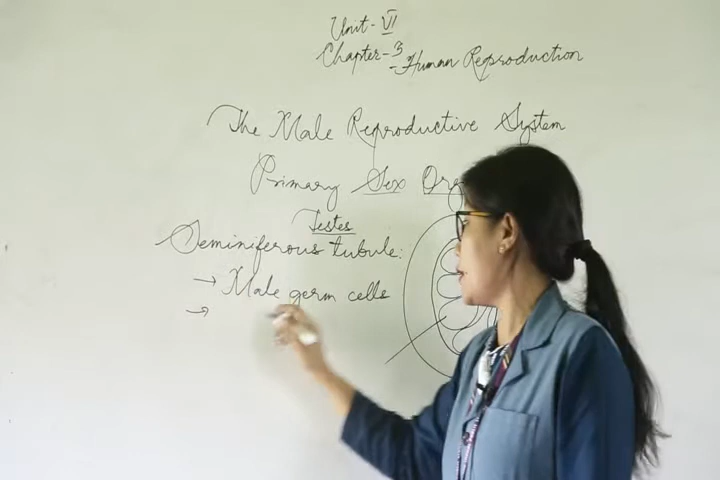 Unit - VI
Chapter - 3
- Human Reproduction
The Male Reproductive System
Primary Sex
Testes
Seminiferous tubule:
→ Male germ cells
→